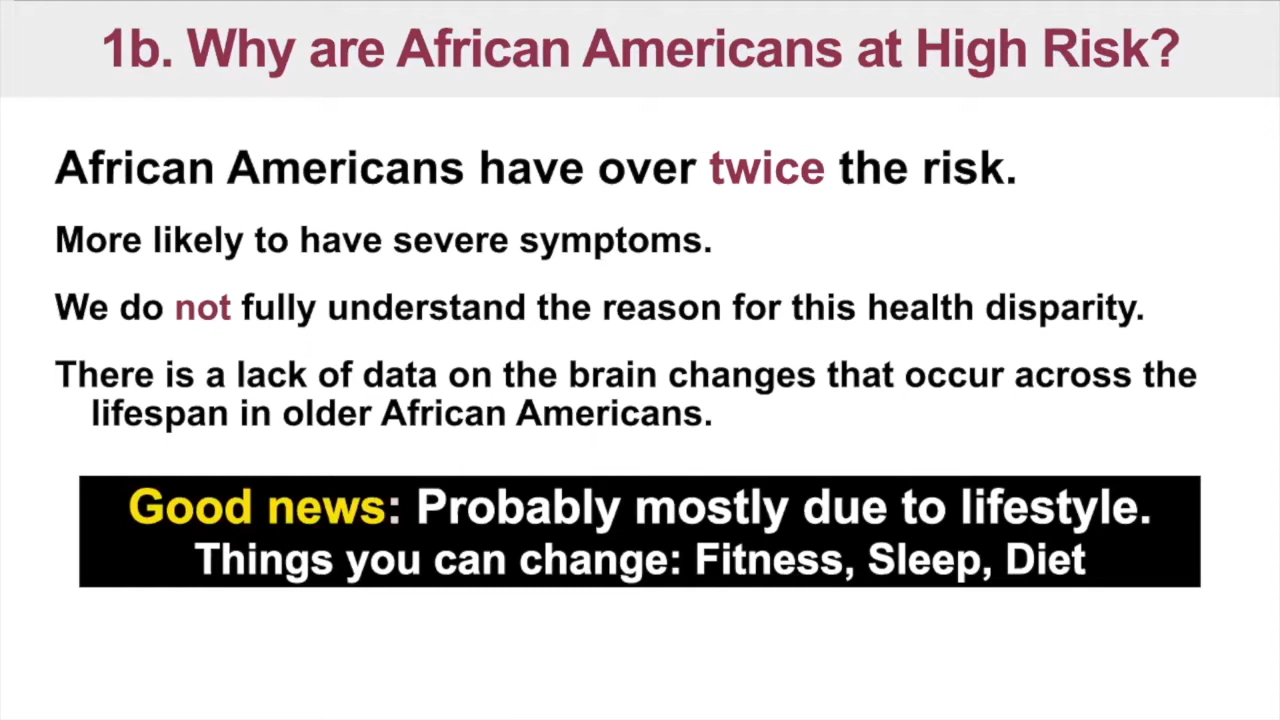 1b. Why are African Americans at High Risk?
African Americans have over twice the risk.
More likely to have severe symptoms.
We do not fully understand the reason for this health disparity.
There is a lack of data on the brain changes that occur across the
lifespan in older African Americans.
Good news: Probably mostly due to lifestyle.
Things you can change: Fitness, Sleep, Diet